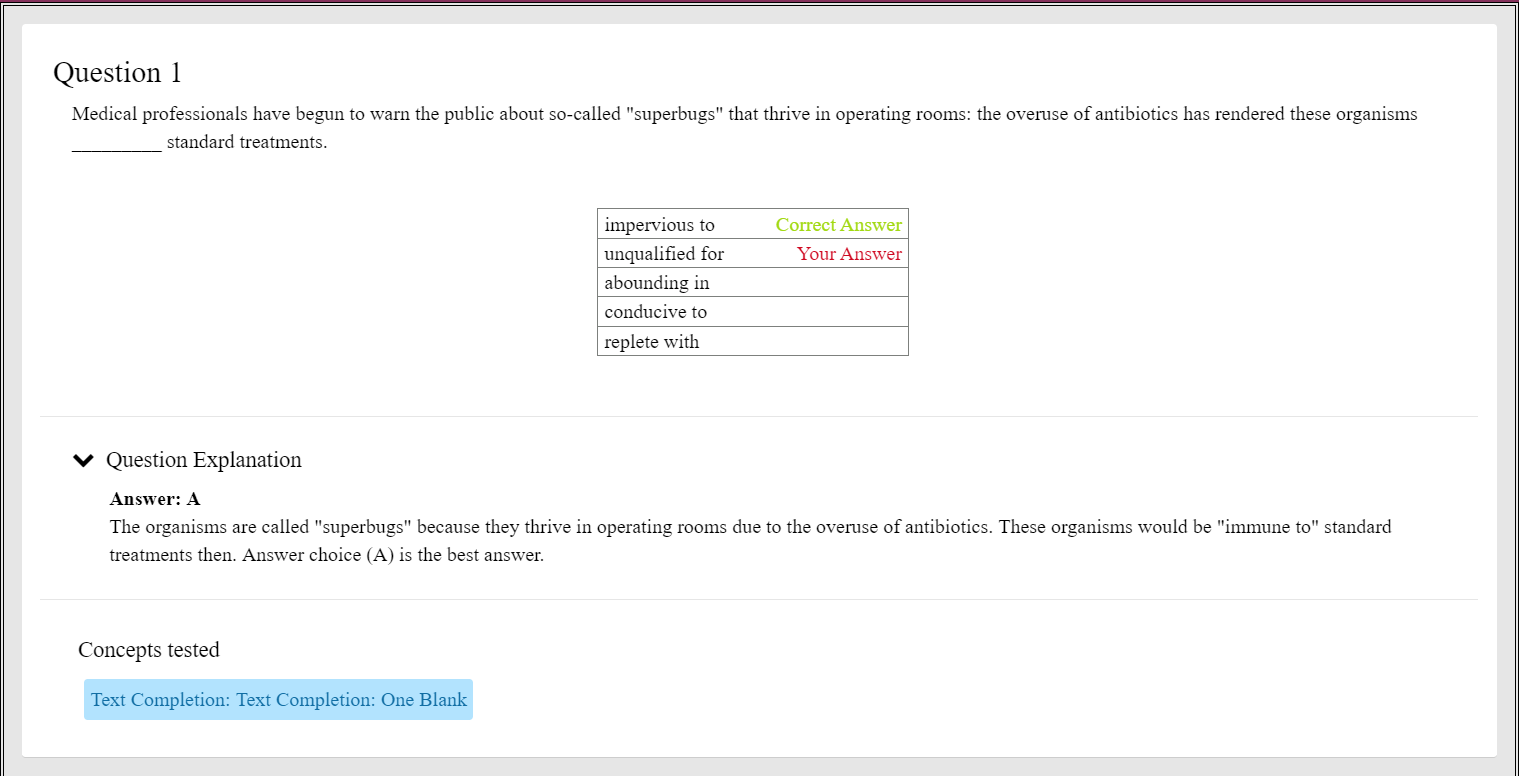 Question 1
Medical professionals have begun to warn the public about so-called "superbugs" that thrive in operating rooms: the overuse of antibiotics has rendered these organisms
_________ standard treatments.
impervious to Correct Answer
unqualified for Your Answer
abounding in
conducive to
replete with
Question Explanation
Answer: A
The organisms are called "superbugs" because they thrive in operating rooms due to the overuse of antibiotics. These organisms would be "immune to" standard
treatments then. Answer choice (A) is the best answer.
Concepts tested
Text Completion: Text Completion: One Blank